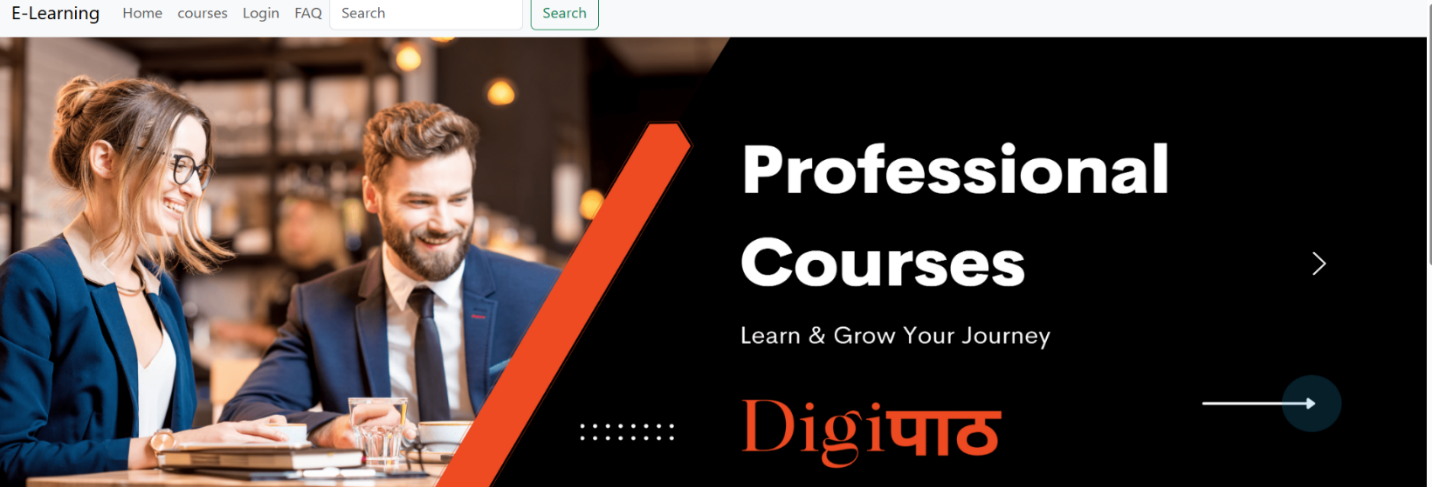 E-Learning Home courses Login FAQ Search Search
Professional
Courses
Learn & Grow Your Journey
Digiपाठ